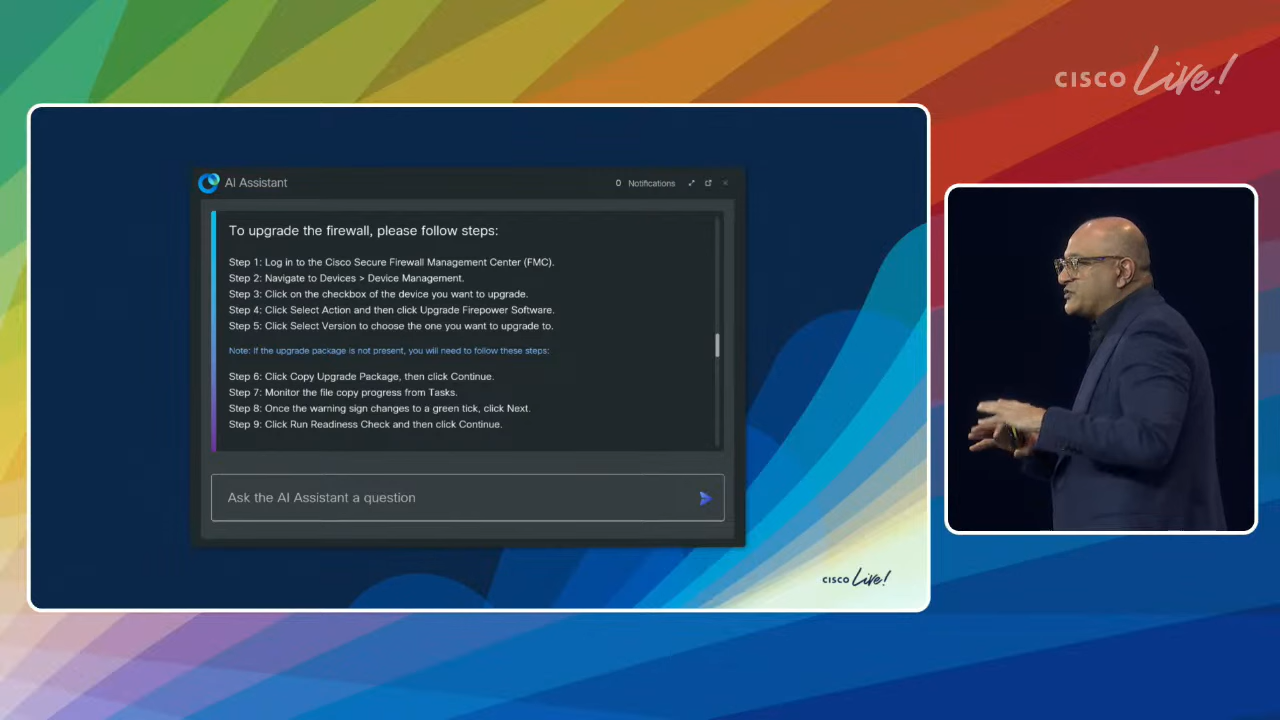 CISCO Live!
AI Assistant
0 Notifications
To upgrade the firewall, please follow steps:
Step 1: Log in to the Cisco Secure Firewall Management Center (FMC).
Step 2: Navigate to Devices > Device Management.
Step 3: Click on the checkbox of the device you want to upgrade.
Step 4: Click Select Action and then click Upgrade Firepower Software.
Step 5: Click Select Version to choose the one you want to upgrade to.
Note: If the upgrade package is not present, you will need to follow these steps:
Step 6: Click Copy Upgrade Package, then click Continue.
Step 7: Monitor the file copy progress from Tasks.
Step 8: Once the warning sign changes to a green tick, click Next.
Step 9: Click Run Readiness Check and then click Continue.
Ask the AI Assistant a question
CISCO Live!